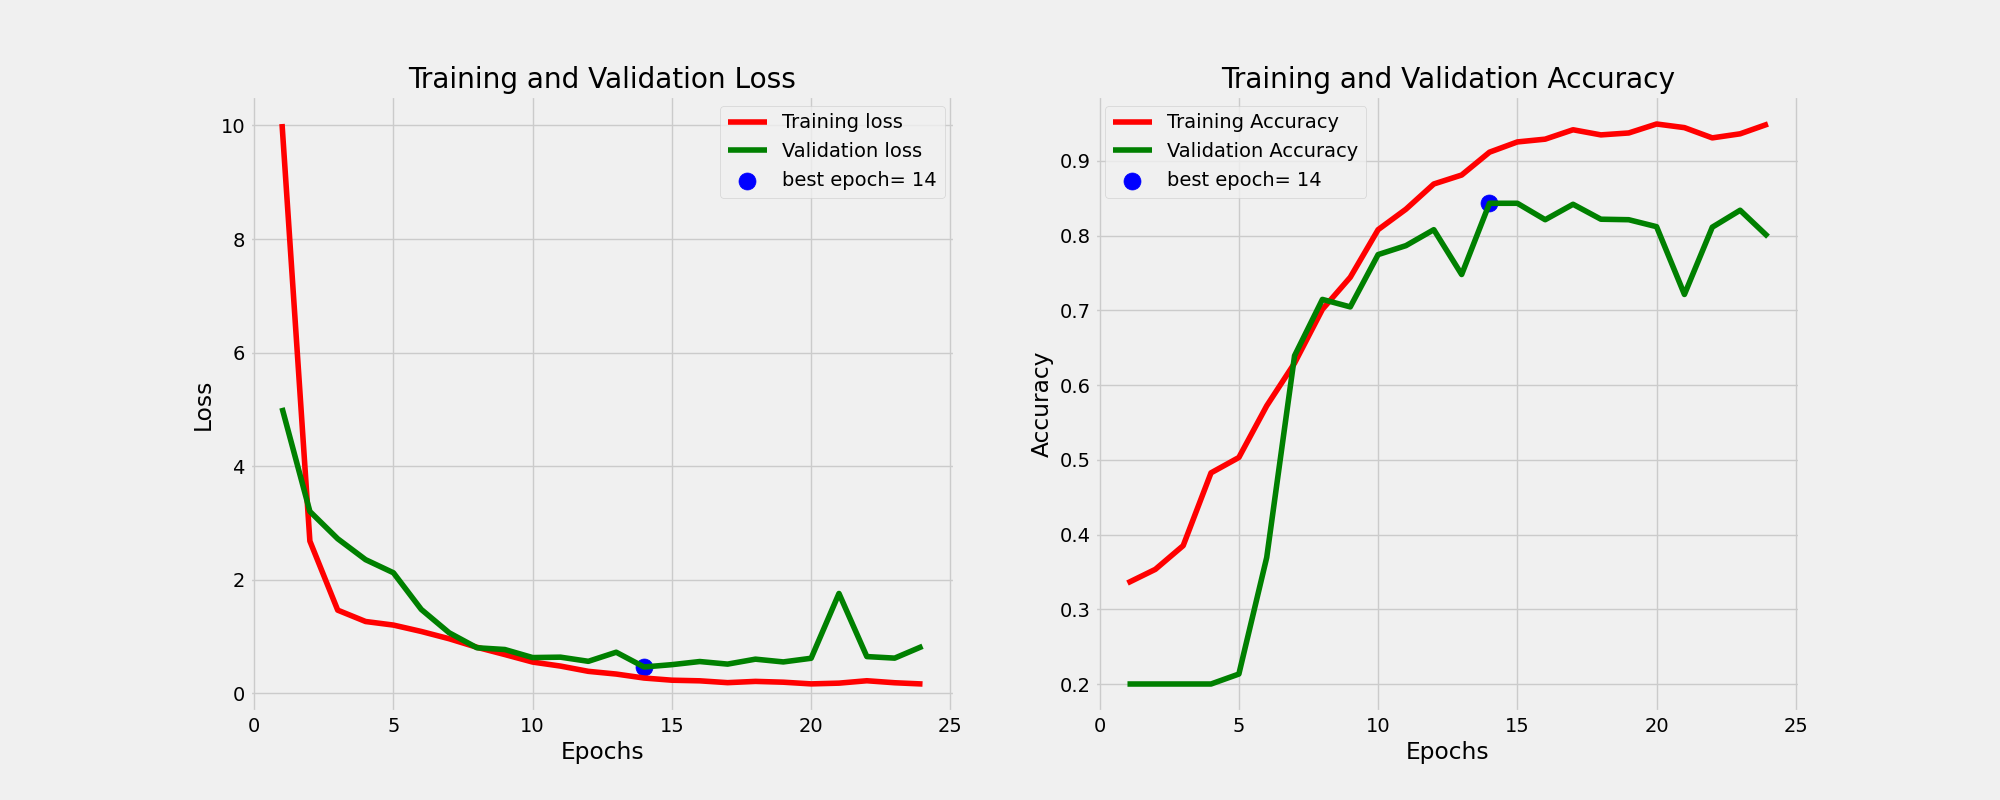 Training and Validation Loss
Training loss
Validation loss
best epoch= 14
10
8
6
4
2
0
Loss
0 5 10 15 20 25
Epochs
Training and Validation Accuracy
Training Accuracy
Validation Accuracy
best epoch= 14
0.9
0.8
0.7
0.6
0.5
0.4
0.3
0.2
Accuracy
0 5 10 15 20 25
Epochs